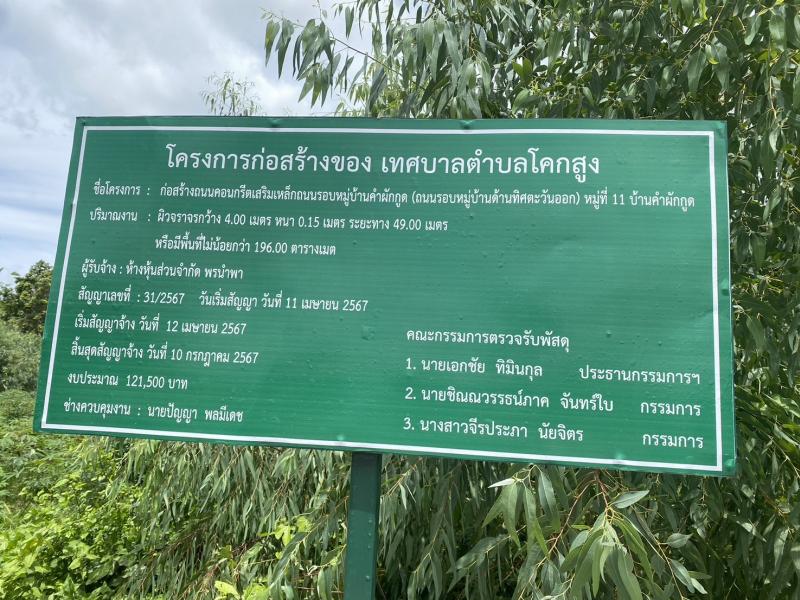 โครงการก่อสร้างของ เทศบาลตำบลโคกสูง
ชื่อโครงการ : ก่อสร้างถนนคอนกรีตเสริมเหล็กถนนรอบหมู่บ้านคำผักกูด (ถนนรอบหมู่บ้านด้านทิศตะวันออก) หมู่ที่ 11 บ้านคำผักกูด
ปริมาณงาน : ผิวจราจรกว้าง 4.00 เมตร หนา 0.15 เมตร ระยะทาง 49.00 เมตร
หรือมีพื้นที่ไม่น้อยกว่า 196.00 ตารางเมต
ผู้รับจ้าง : ห้างหุ้นส่วนจำกัด พรนำพา
สัญญาเลขที่ : 31/2567 วันเริ่มสัญญา วันที่ 11 เมษายน 2567
เริ่มสัญญาจ้าง วันที่ 12 เมษายน 2567
สิ้นสุดสัญญาจ้าง วันที่ 10 กรกฎาคม 2567
งบประมาณ 121,500 บาท
ช่างควบคุมงาน : นายปัญญา พลมีเดช
คณะกรรมการตรวจรับพัสดุ
1. นายเอกชัย ทิมินกุล ประธานกรรมการฯ
2. นายชิณณวรรธน์ภาค จันทร์ใบ กรรมการ
3. นางสาวจีรประภา นัยจิตร กรรมการ